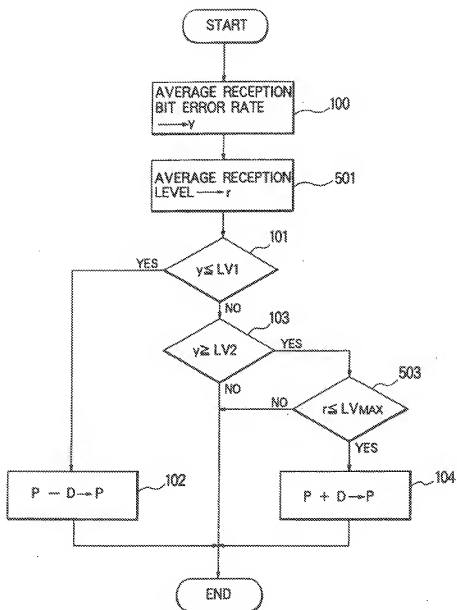 START
AVERAGE RECEPTION
BIT ERROR RATE
→y
100
AVERAGE RECEPTION
LEVEL → r
501
101
YES
y ≤ LV1
NO
103
y ≥ LV2
YES
NO
503
NO
r ≤ LVMAX
YES
P − D → P
102
P + D → P
104
END